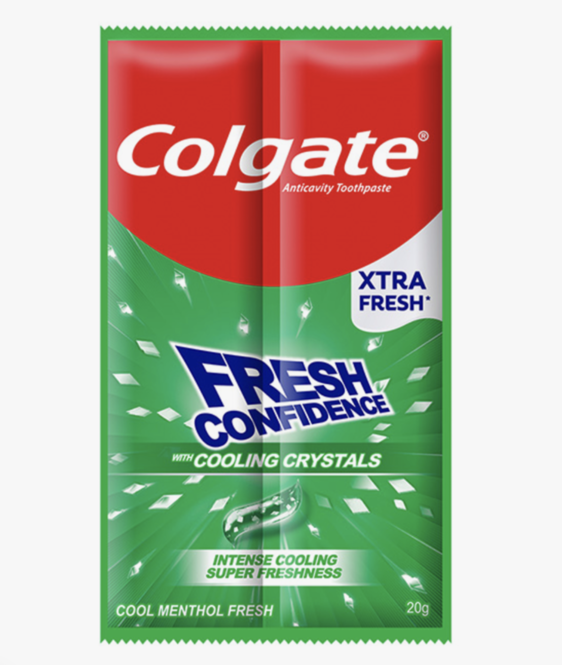 Colgate®
Anticavity Toothpaste
XTRA
FRESH*
FRESH
CONFIDENCE
WITH COOLING CRYSTALS
INTENSE COOLING
SUPER FRESHNESS
COOL MENTHOL FRESH
20g